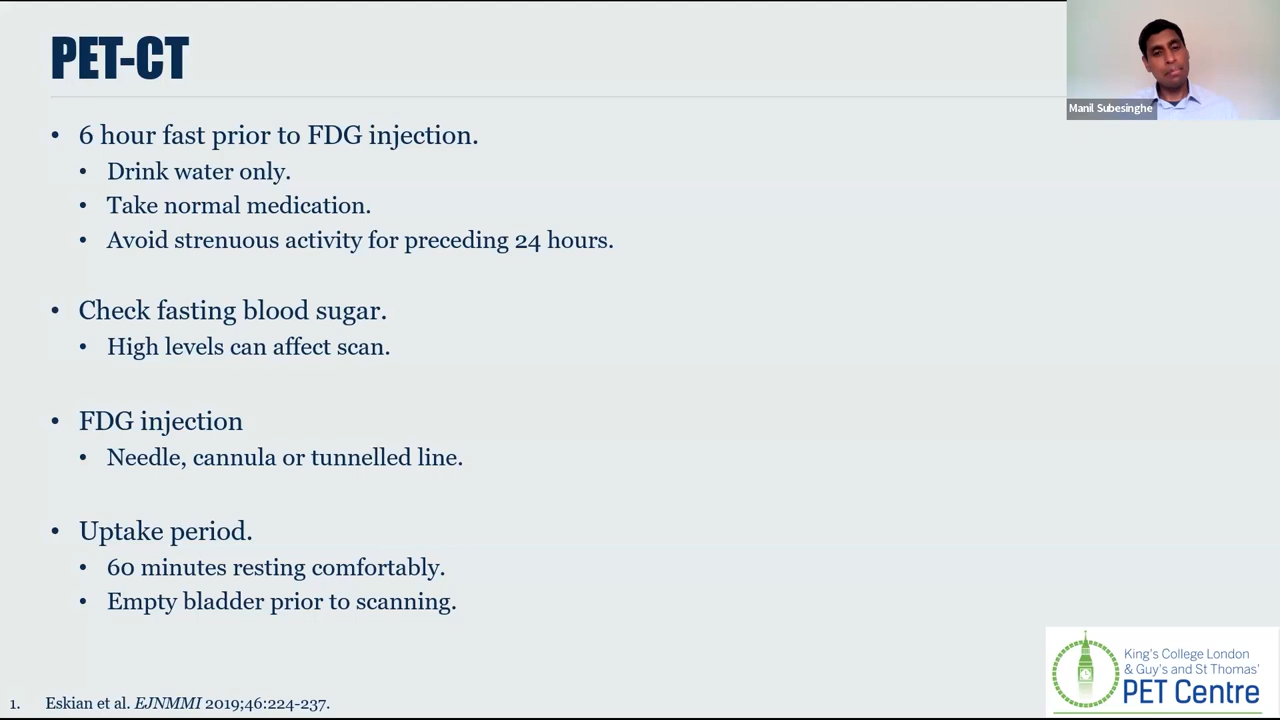 PET-CT
Manil Subesinghe
• 6 hour fast prior to FDG injection.
• Drink water only.
• Take normal medication.
• Avoid strenuous activity for preceding 24 hours.
• Check fasting blood sugar.
• High levels can affect scan.
• FDG injection
• Needle, cannula or tunnelled line.
• Uptake period.
• 60 minutes resting comfortably.
• Empty bladder prior to scanning.
King's College London
& Guy's and St Thomas'
PET Centre
1. Eskian et al. EJNMMI 2019;46:224-237.